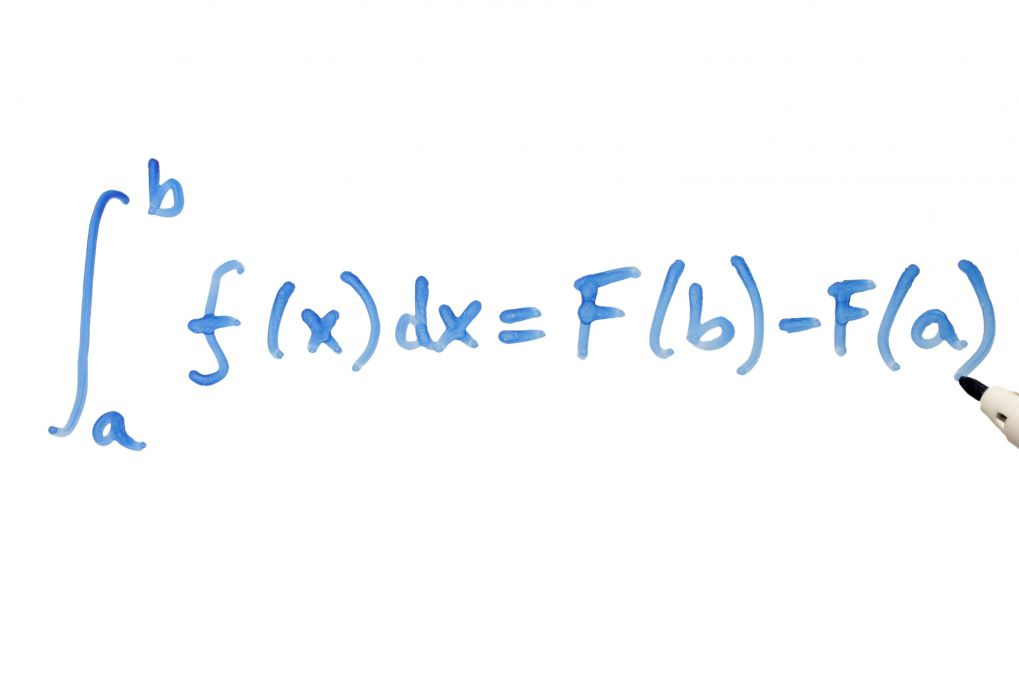 ∫ₐᵇ f(x)dx = F(b) - F(a)